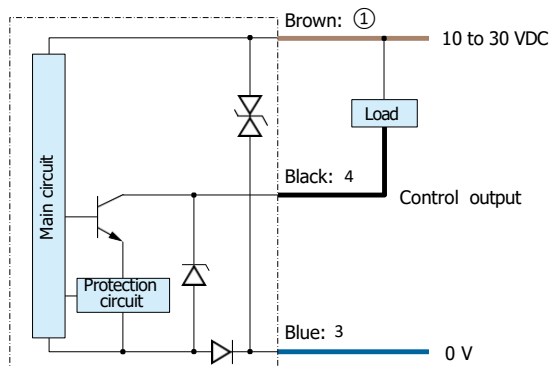 Brown: ①
10 to 30 VDC
Load
Black: 4
Control output
Main circuit
Protection
circuit
Blue: 3
0 V